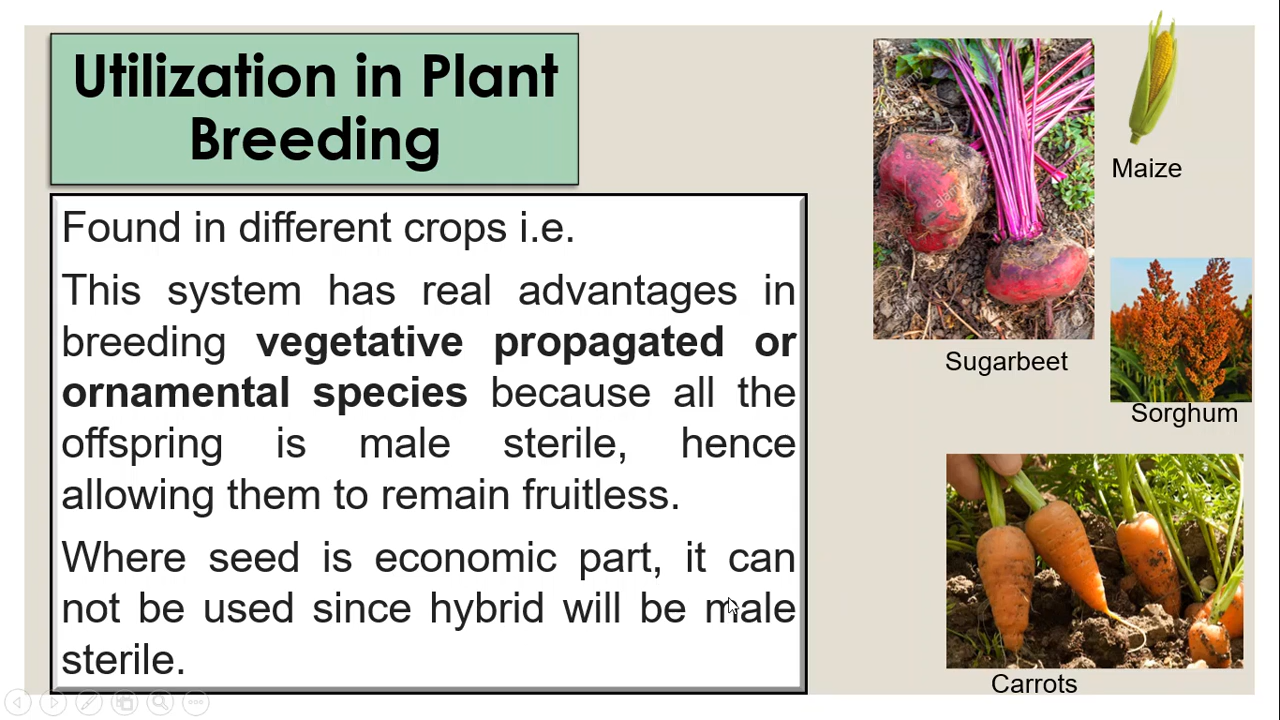 Utilization in Plant
Breeding
Found in different crops i.e.
This system has real advantages in
breeding vegetative propagated or
ornamental species because all the
offspring is male sterile, hence
allowing them to remain fruitless.
Where seed is economic part, it can
not be used since hybrid will be male
sterile.
Maize
Sugarbeet
Sorghum
Carrots